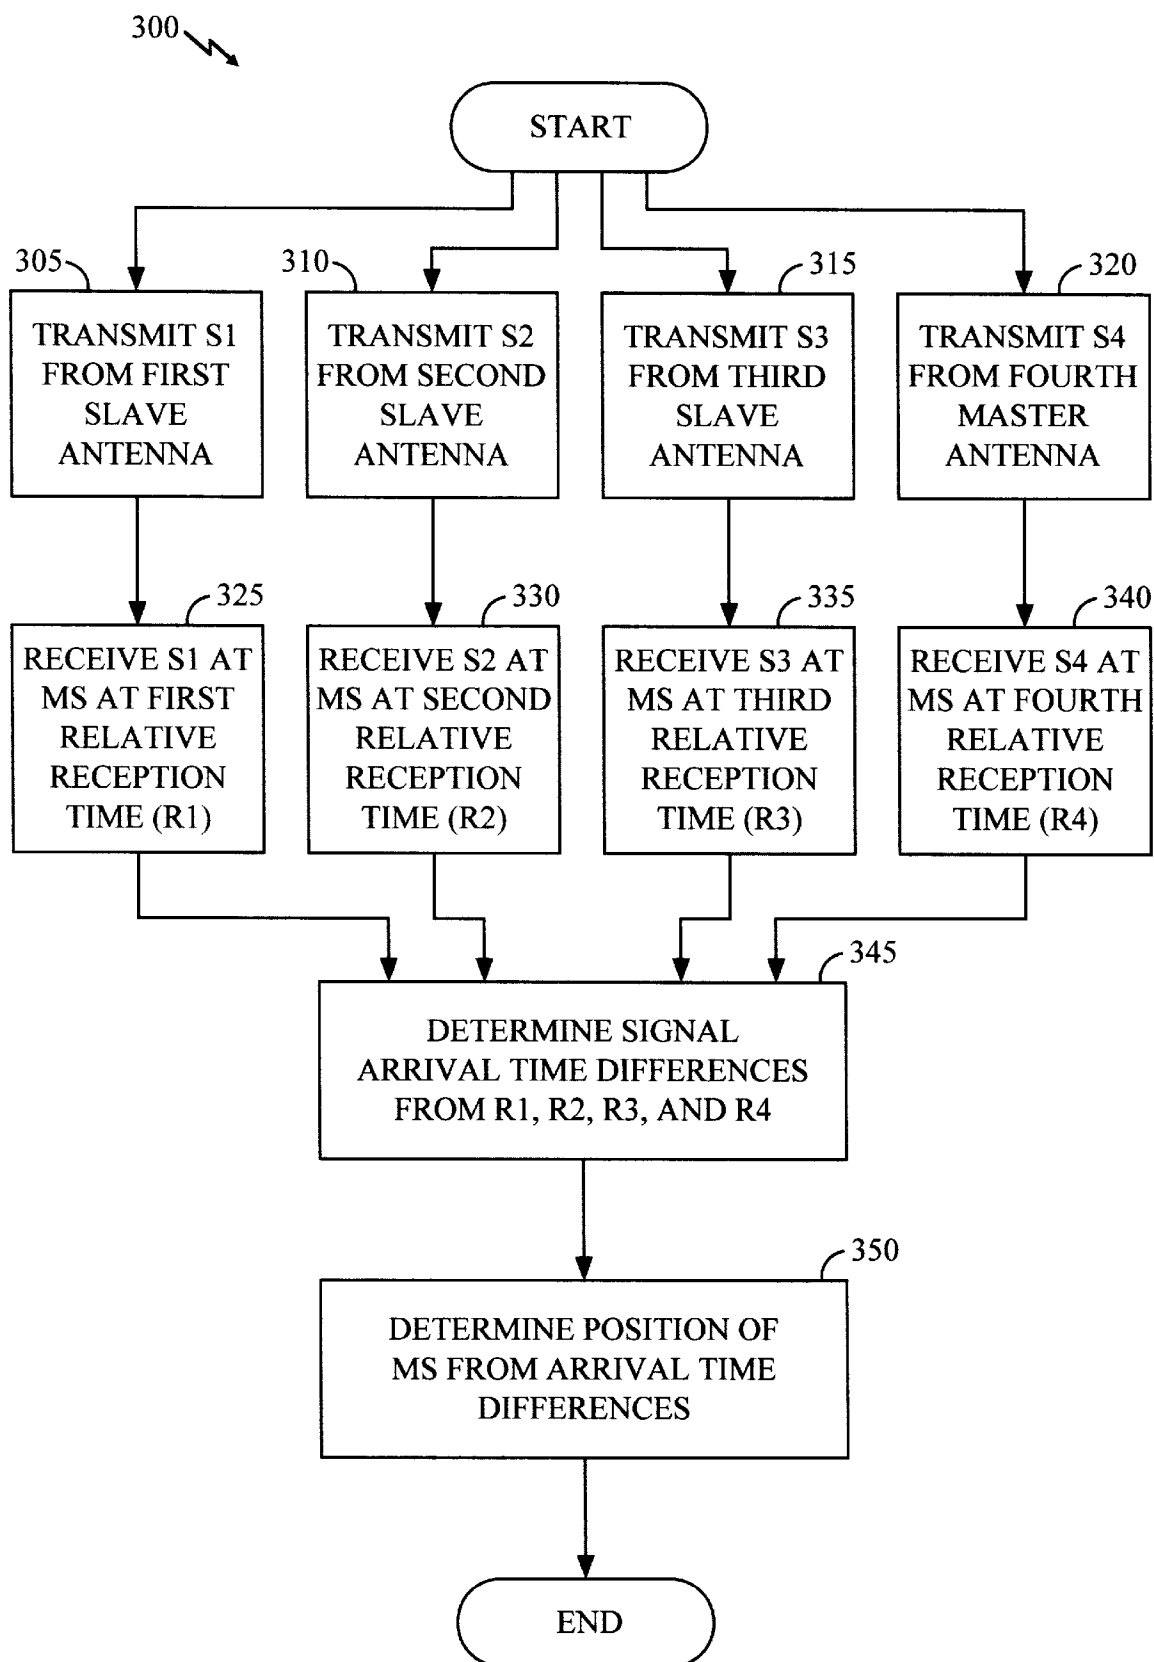 300
START
305
310
315
320
TRANSMIT S1
FROM FIRST
SLAVE
ANTENNA
TRANSMIT S2
FROM SECOND
SLAVE
ANTENNA
TRANSMIT S3
FROM THIRD
SLAVE
ANTENNA
TRANSMIT S4
FROM FOURTH
MASTER
ANTENNA
325
330
335
340
RECEIVE S1 AT
MS AT FIRST
RELATIVE
RECEPTION
TIME (R1)
RECEIVE S2 AT
MS AT SECOND
RELATIVE
RECEPTION
TIME (R2)
RECEIVE S3 AT
MS AT THIRD
RELATIVE
RECEPTION
TIME (R3)
RECEIVE S4 AT
MS AT FOURTH
RELATIVE
RECEPTION
TIME (R4)
345
DETERMINE SIGNAL
ARRIVAL TIME DIFFERENCES
FROM R1, R2, R3, AND R4
350
DETERMINE POSITION OF
MS FROM ARRIVAL TIME
DIFFERENCES
END